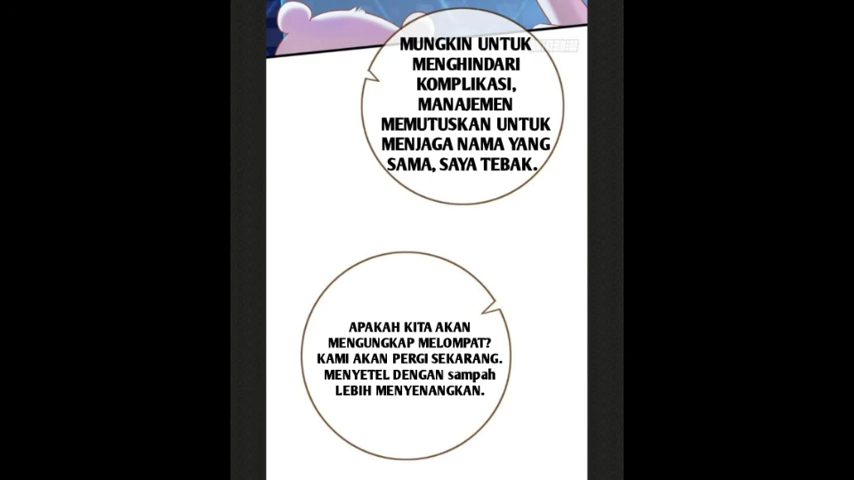 MUNGKIN UNTUK
MENGHINDARI
KOMPLIKASI,
MANAJEMEN
MEMUTUSKAN UNTUK
MENJAGA NAMA YANG
SAMA, SAYA TEBAK.
APAKAH KITA AKAN
MENGUNGKAP MELOMPAT?
KAMI AKAN PERGI SEKARANG.
MENYETEL DENGAN sampah
LEBIH MENYENANGKAN.